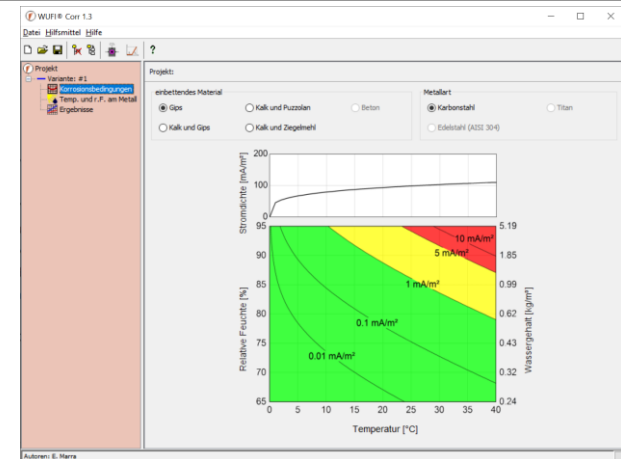 WUFI® Corr 1.3
Datei Hilfsmittel Hilfe
?
Projekt
Variante: #1
Korrosionsbedingungen
Temp. und r.F. am Metall
Ergebnisse
Projekt:
einbettendes Material
Gips
Kalk und Puzzolan
Beton
Kalk und Gips
Kalk und Ziegelmehl
Metallart
Karbonstahl
Titan
Edelstahl (AISI 304)
Stromdichte [mA/m²]
200
100
0
Relative Feuchte [%]
95
90
85
80
75
70
65
10 mA/m²
5 mA/m²
1 mA/m²
0.1 mA/m²
0.01 mA/m²
5.19
1.85
0.99
0.62
0.43
0.32
0.24
Wassergehalt [kg/m³]
0 5 10 15 20 25 30 35 40
Temperatur [°C]
Autoren: E. Marra